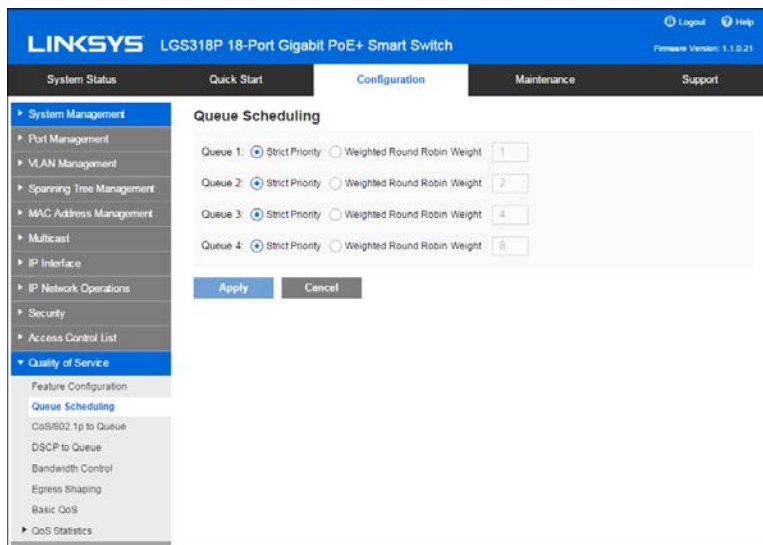 Logout Help
LINKSYS LGS318P 18-Port Gigabit PoE+ Smart Switch
Firmware Version: 1.1.0.21
System Status Quick Start Configuration Maintenance Support
System Management
Port Management
VLAN Management
Spanning Tree Management
MAC Address Management
Multicast
IP Interface
IP Network Operations
Security
Access Control List
Quality of Service
Feature Configuration
Queue Scheduling
CoS/802.1p to Queue
DSCP to Queue
Bandwidth Control
Egress Shaping
Basic QoS
QoS Statistics
Queue Scheduling
Queue 1: Strict Priority Weighted Round Robin Weight 1
Queue 2: Strict Priority Weighted Round Robin Weight 2
Queue 3: Strict Priority Weighted Round Robin Weight 4
Queue 4: Strict Priority Weighted Round Robin Weight 8
Apply Cancel